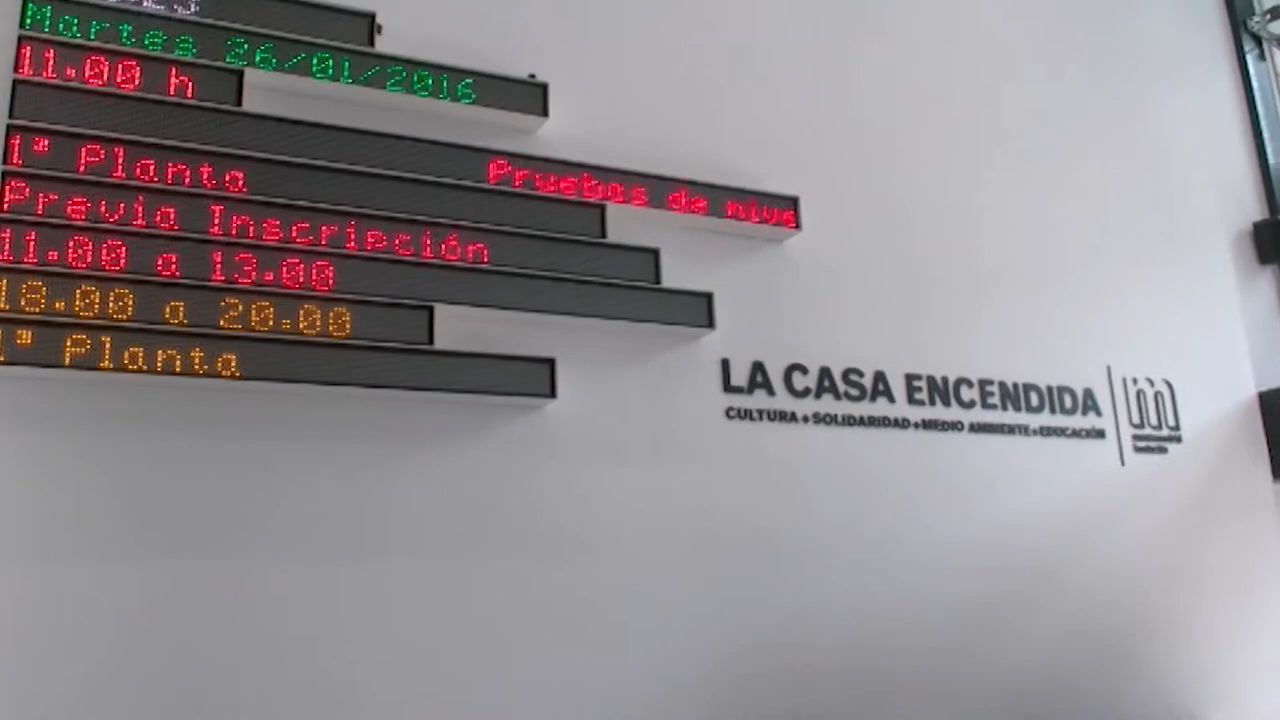 Martes 26/01/2016
11.00 h
Pruebas de nive
1ª Planta
Previa Inscripción
11.00 a 13.00
18.00 a 20.00
1ª Planta
LA CASA ENCENDIDA
CULTURA+SOLIDARIDAD+MEDIO AMBIENTE+EDUCACIÓN